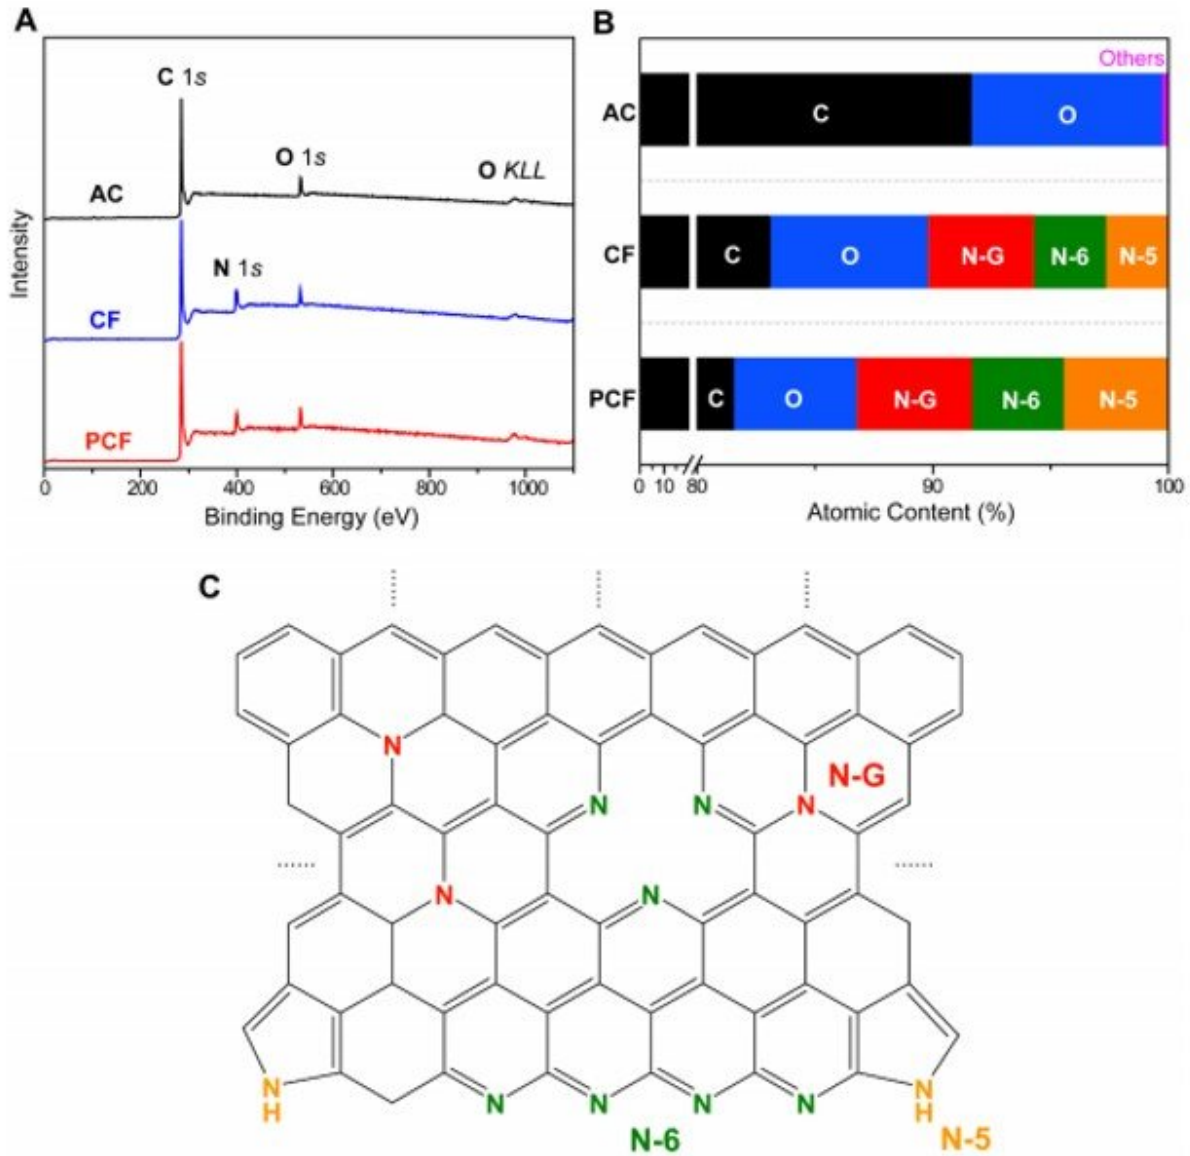 A
C 1s
O 1s
O KLL
AC
N 1s
CF
PCF
Intensity
0 200 400 600 800 1000
Binding Energy (eV)
B
Others
AC C O
CF C O N-G N-6 N-5
PCF C O N-G N-6 N-5
0 10 80 90 100
Atomic Content (%)
C
N
N-G
N N N
N N
NH NH
N N N N
N-6 N-5